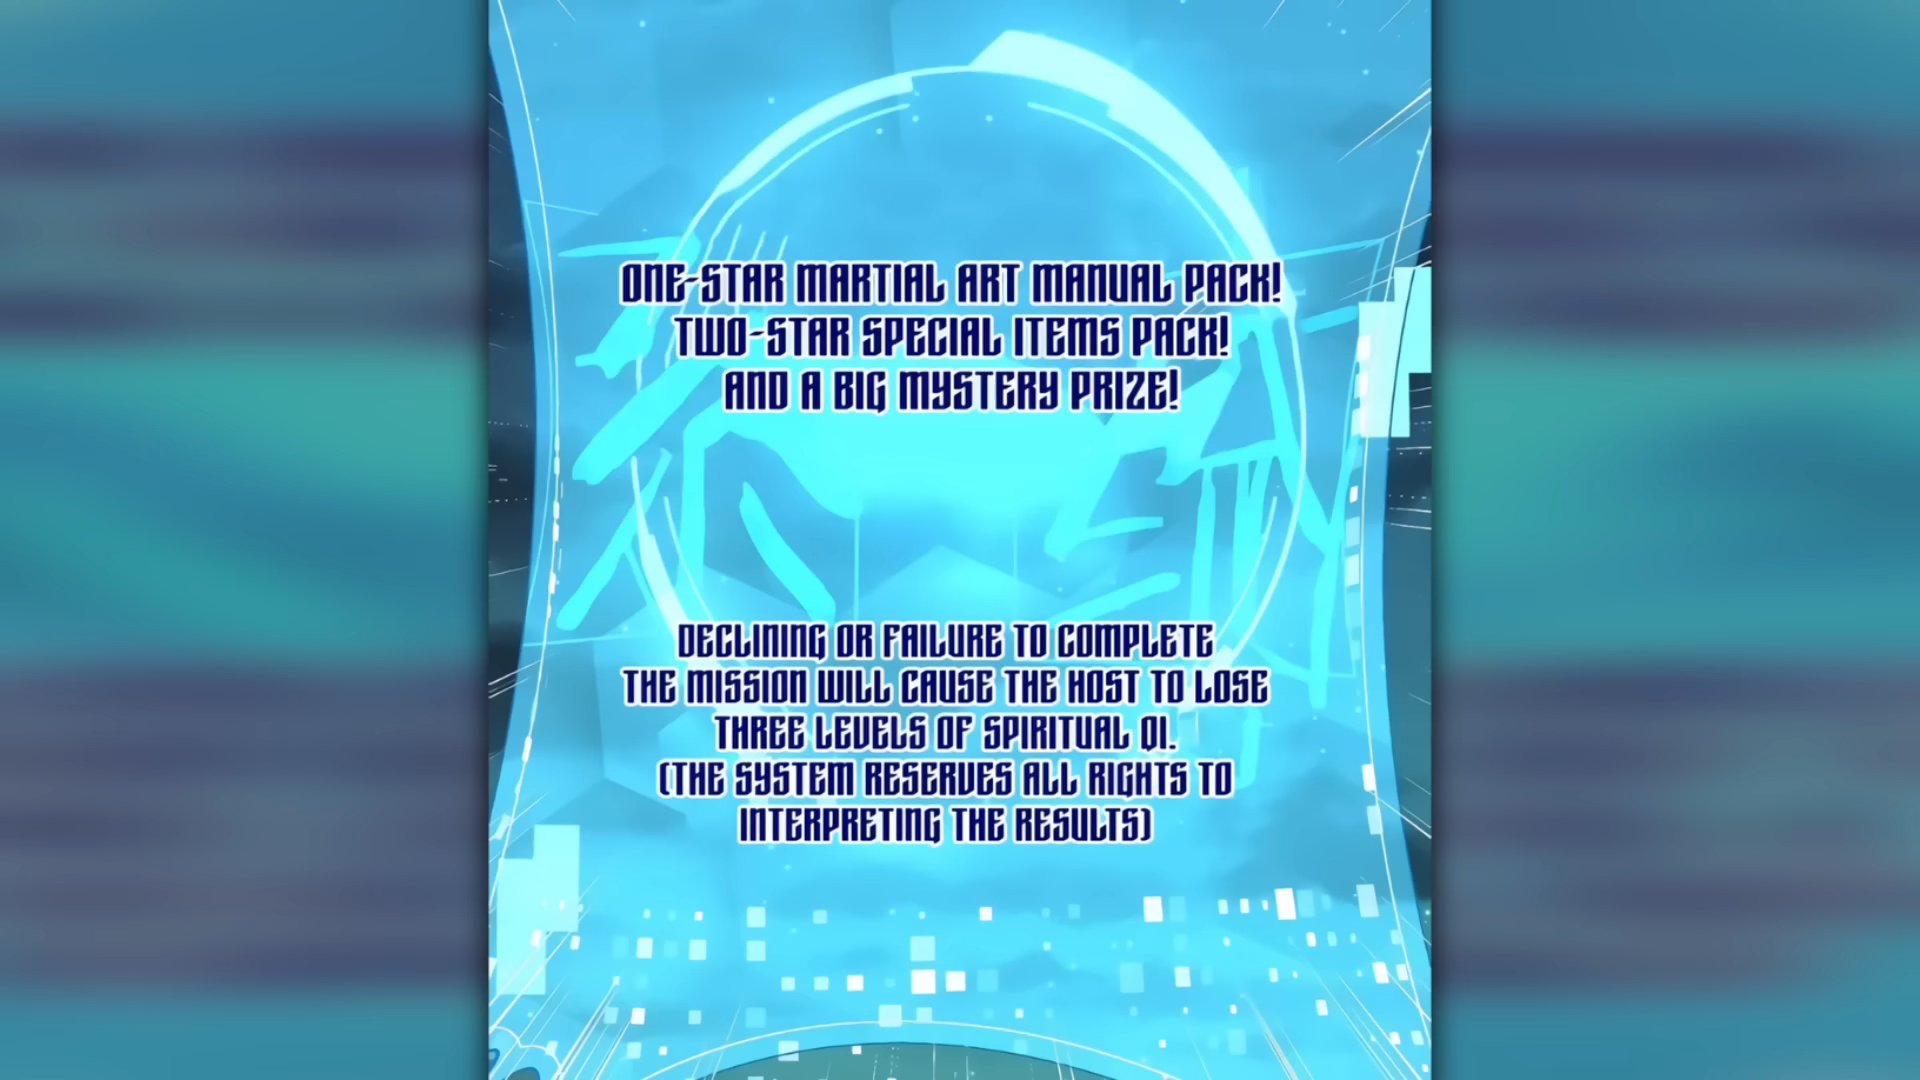 ONE-STAR MARTIAL ART MANUAL PACK!
TWO-STAR SPECIAL ITEMS PACK!
AND A BIG MYSTERY PRIZE!
DECLINING OR FAILURE TO COMPLETE
THE MISSION WILL CAUSE THE HOST TO LOSE
THREE LEVELS OF SPIRITUAL QI.
(THE SYSTEM RESERVES ALL RIGHTS TO
INTERPRETING THE RESULTS)